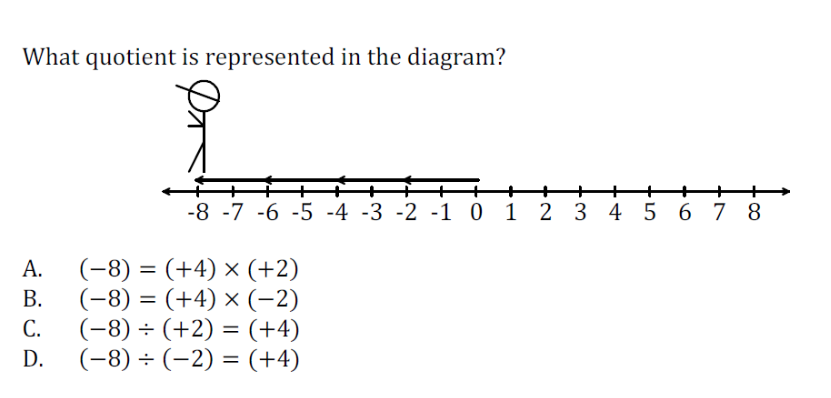 What quotient is represented in the diagram?
-8 -7 -6 -5 -4 -3 -2 -1 0 1 2 3 4 5 6 7 8
A. (−8) = (+4) × (+2)
B. (−8) = (+4) × (−2)
C. (−8) ÷ (+2) = (+4)
D. (−8) ÷ (−2) = (+4)